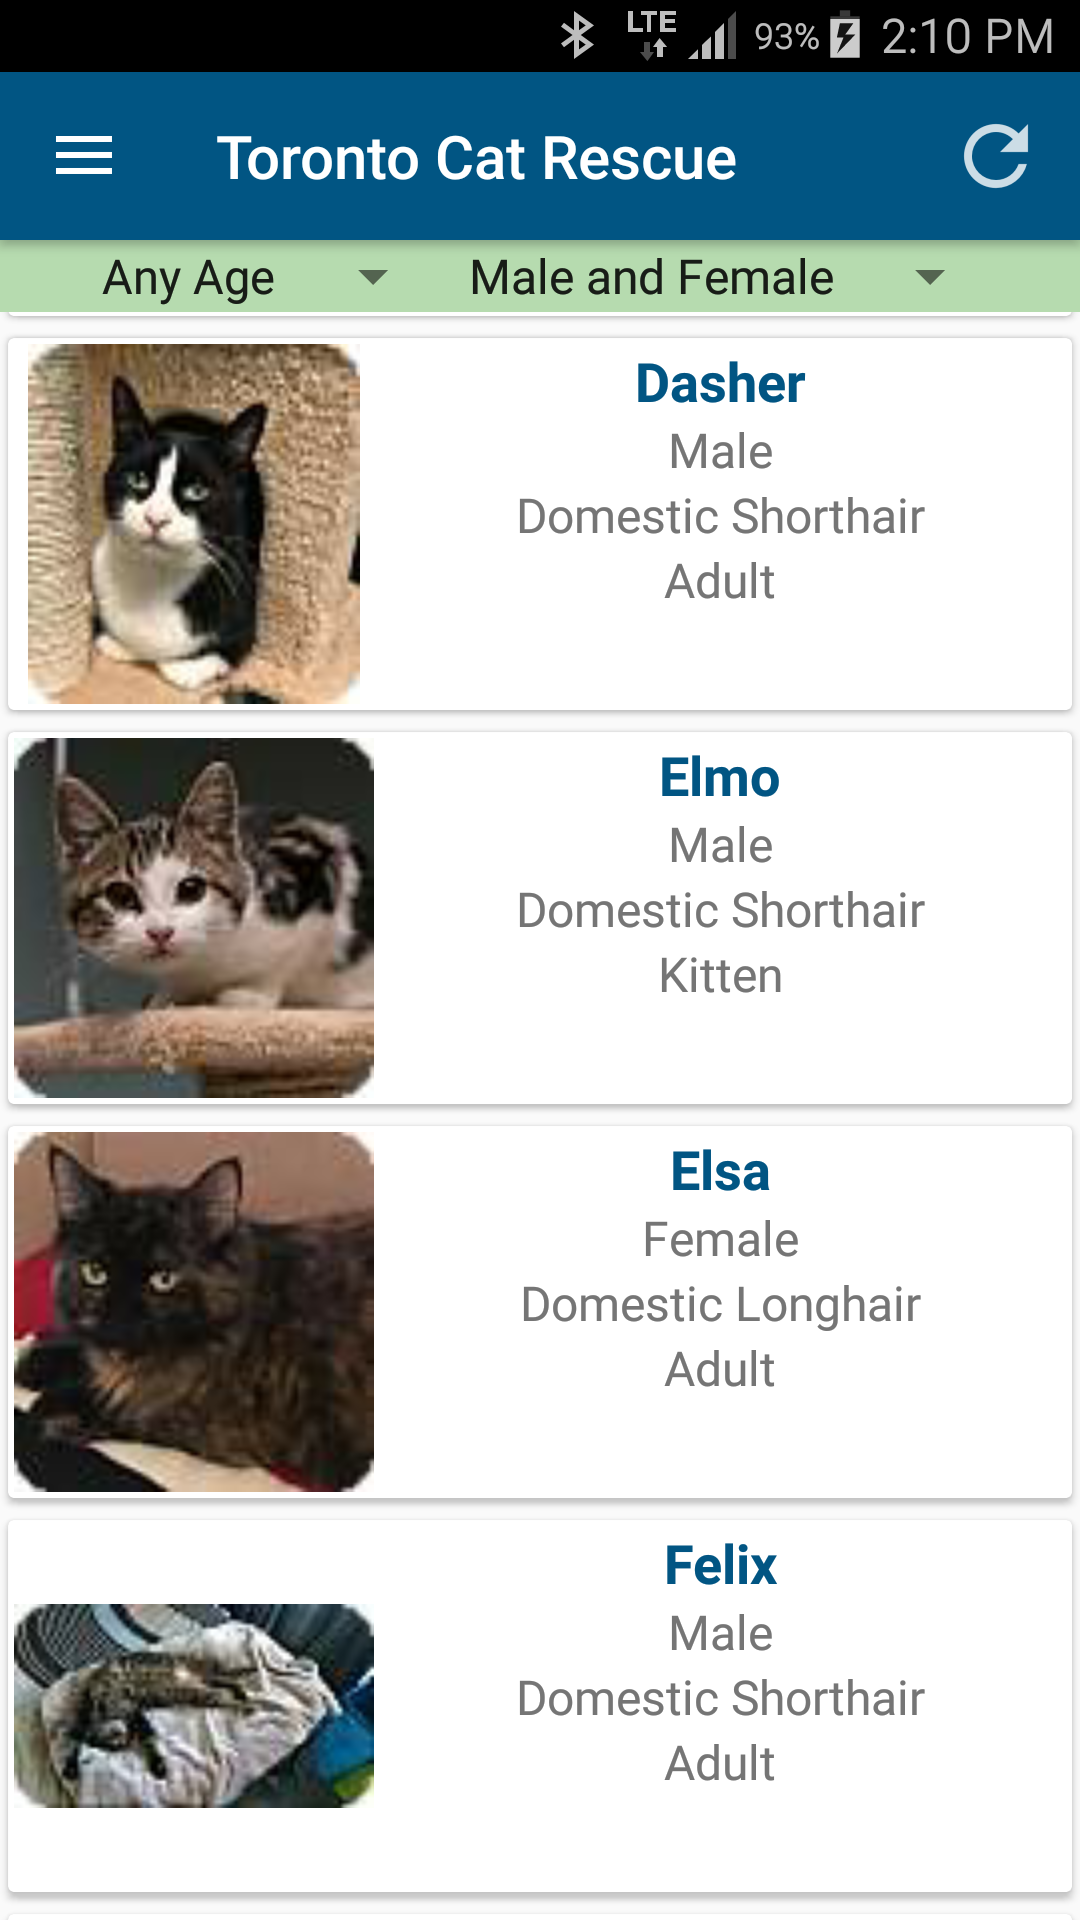 LTE 93% 2:10 PM
Toronto Cat Rescue
Any Age Male and Female
Dasher
Male
Domestic Shorthair
Adult
Elmo
Male
Domestic Shorthair
Kitten
Elsa
Female
Domestic Longhair
Adult
Felix
Male
Domestic Shorthair
Adult